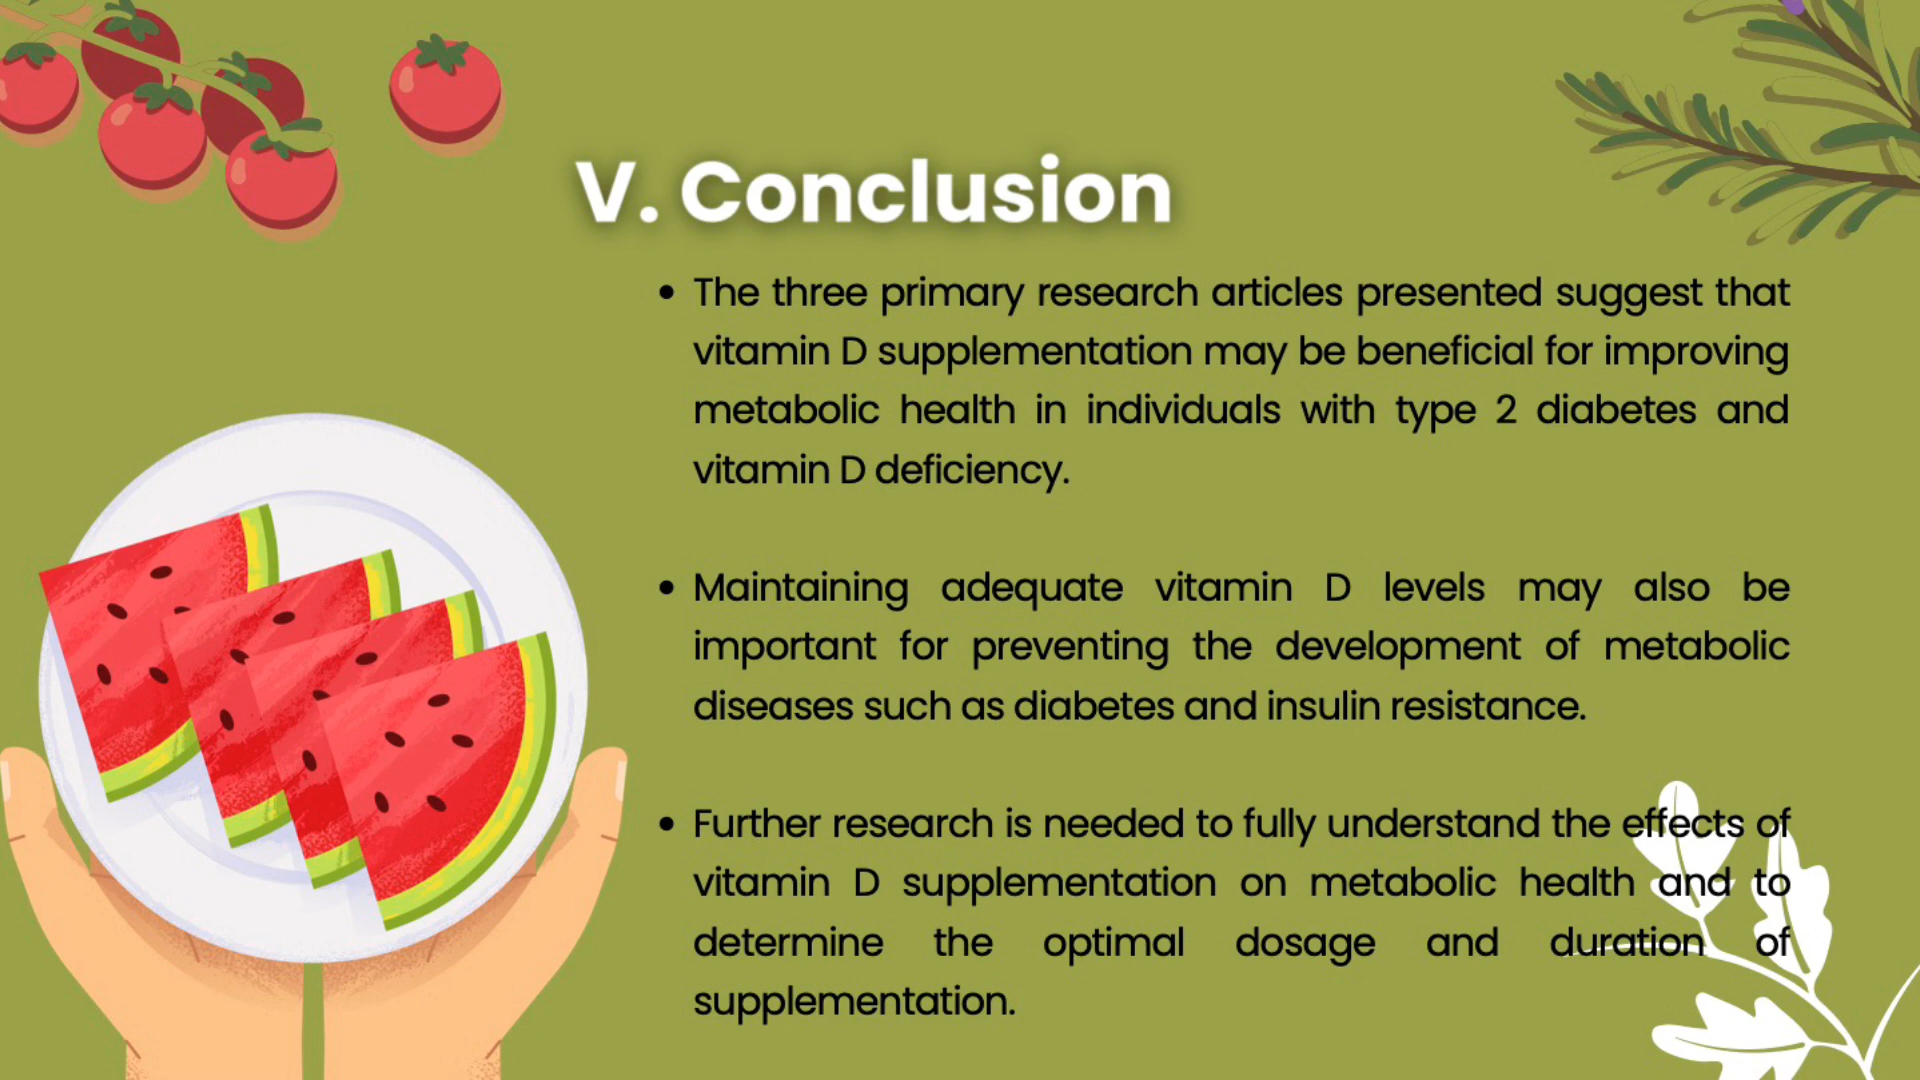 V. Conclusion
• The three primary research articles presented suggest that
vitamin D supplementation may be beneficial for improving
metabolic health in individuals with type 2 diabetes and
vitamin D deficiency.
• Maintaining adequate vitamin D levels may also be
important for preventing the development of metabolic
diseases such as diabetes and insulin resistance.
• Further research is needed to fully understand the effects of
vitamin D supplementation on metabolic health and to
determine the optimal dosage and duration of
supplementation.